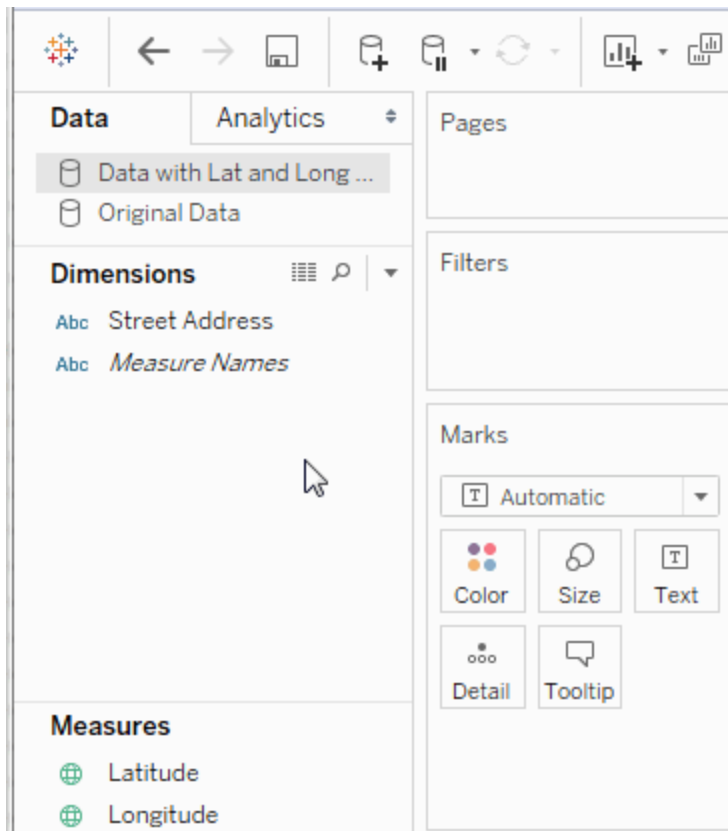 Data
Analytics
Data with Lat and Long ...
Original Data
Dimensions
Abc Street Address
Abc Measure Names
Measures
Latitude
Longitude
Pages
Filters
Marks
T Automatic
Color
Size
T
Text
Detail
Tooltip